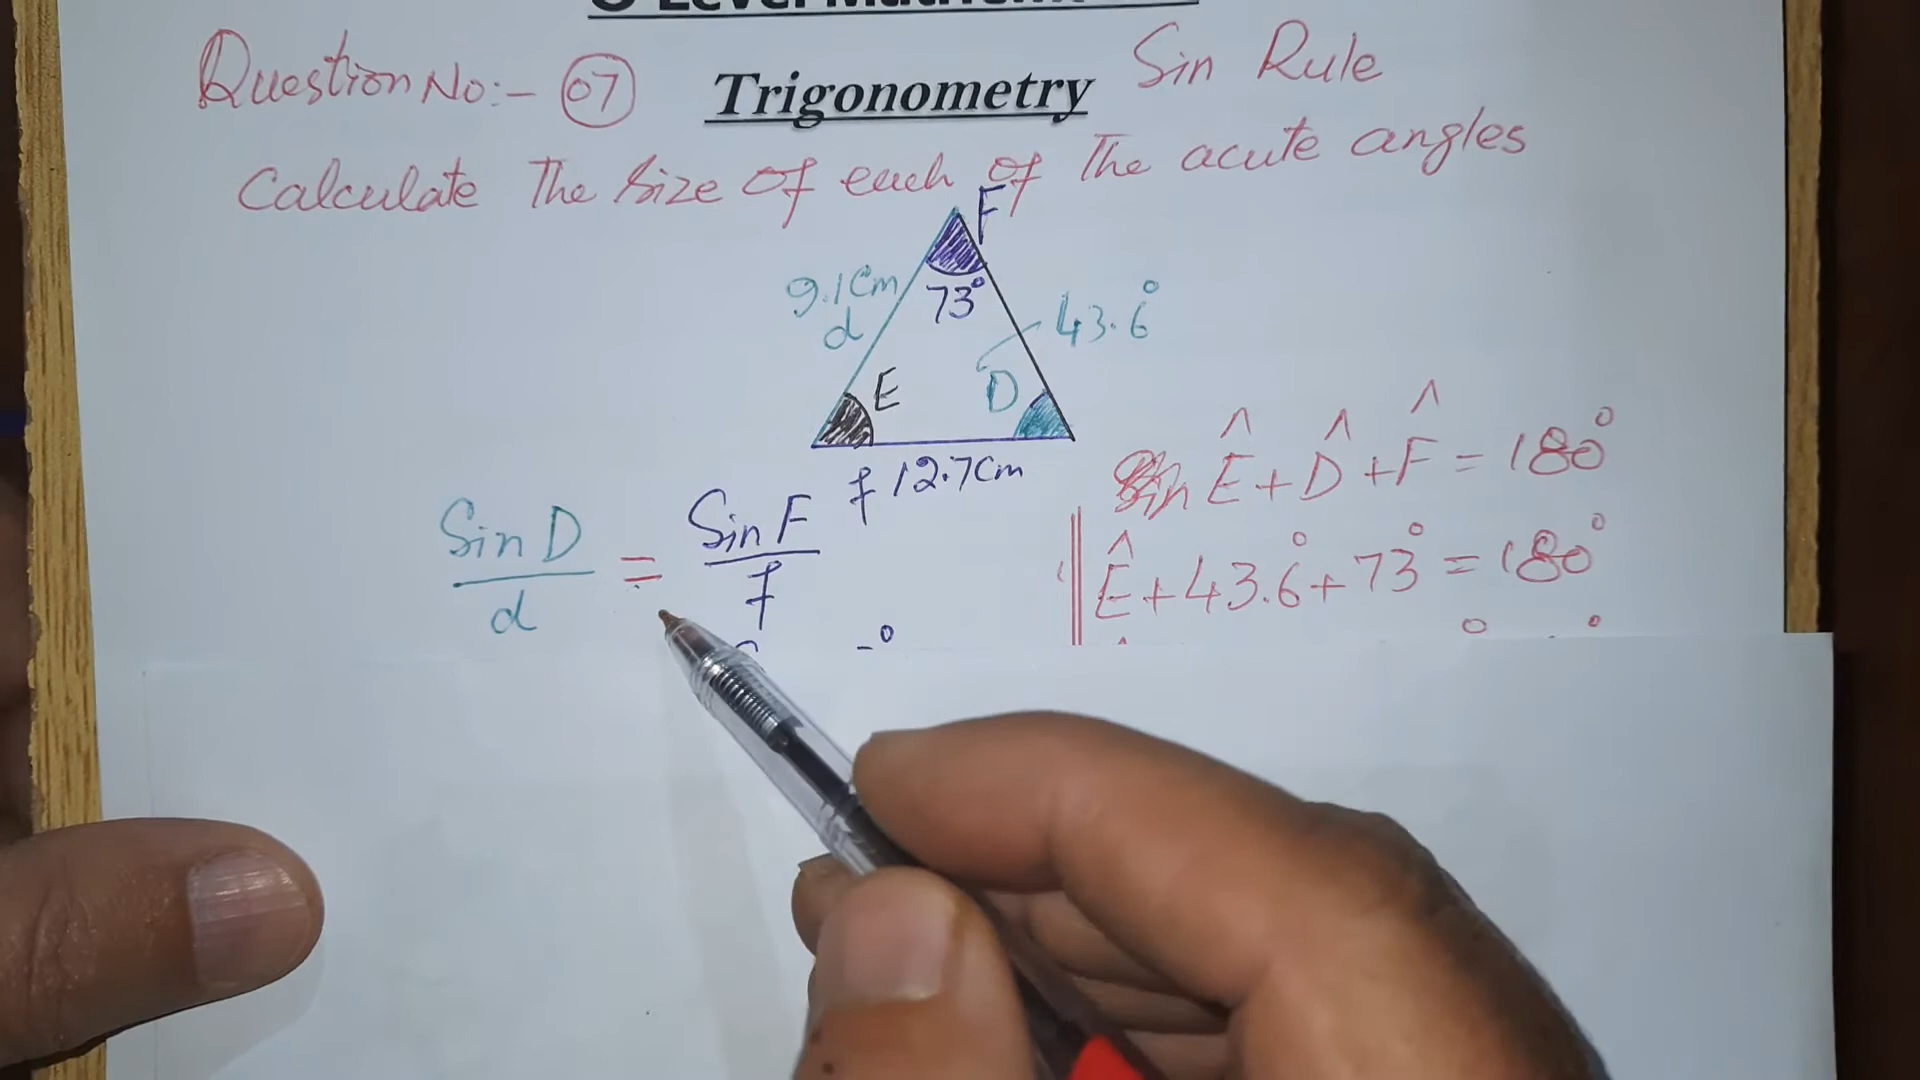 Question No:- 07
Trigonometry
Sin Rule
Calculate The Size of each of The acute angles
F
9.1cm
d
73°
43.6°
E
D
f 12.7cm
Sin D = Sin F
d f
Ê + D̂ + F̂ = 180°
Ê + 43.6° + 73° = 180°